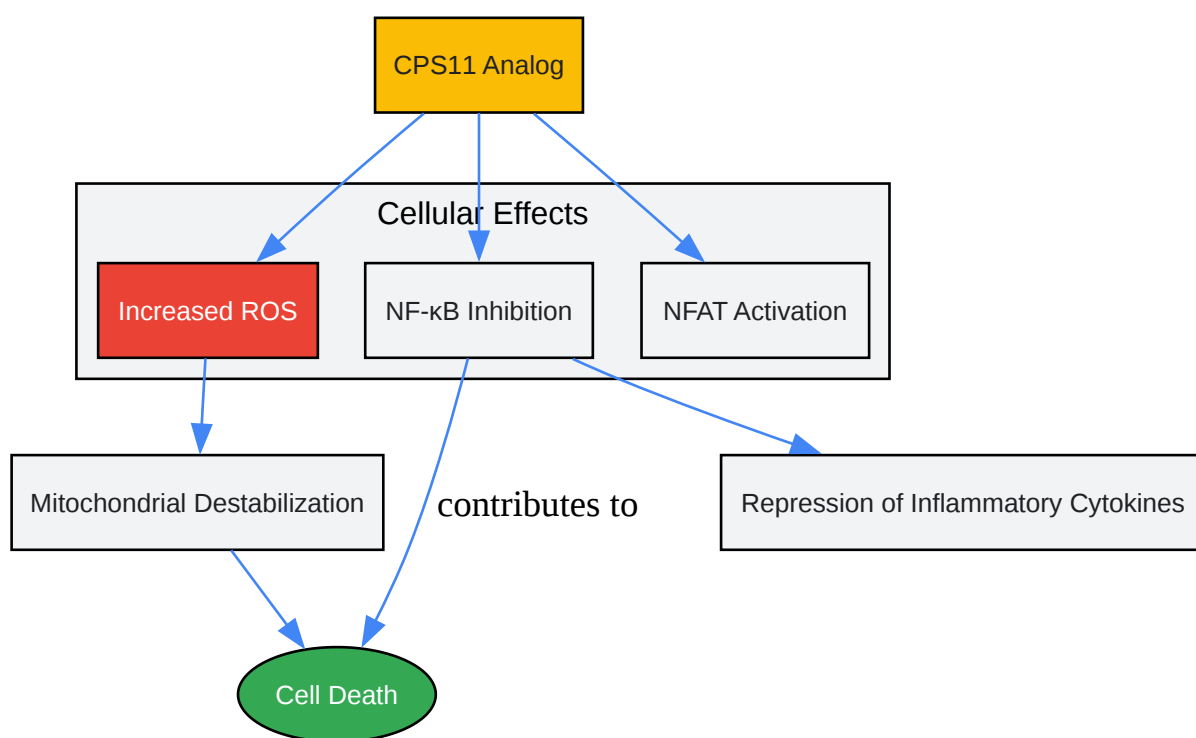 CPS11 Analog
Cellular Effects
Increased ROS
NF-κB Inhibition
NFAT Activation
Mitochondrial Destabilization
contributes to
Repression of Inflammatory Cytokines
Cell Death